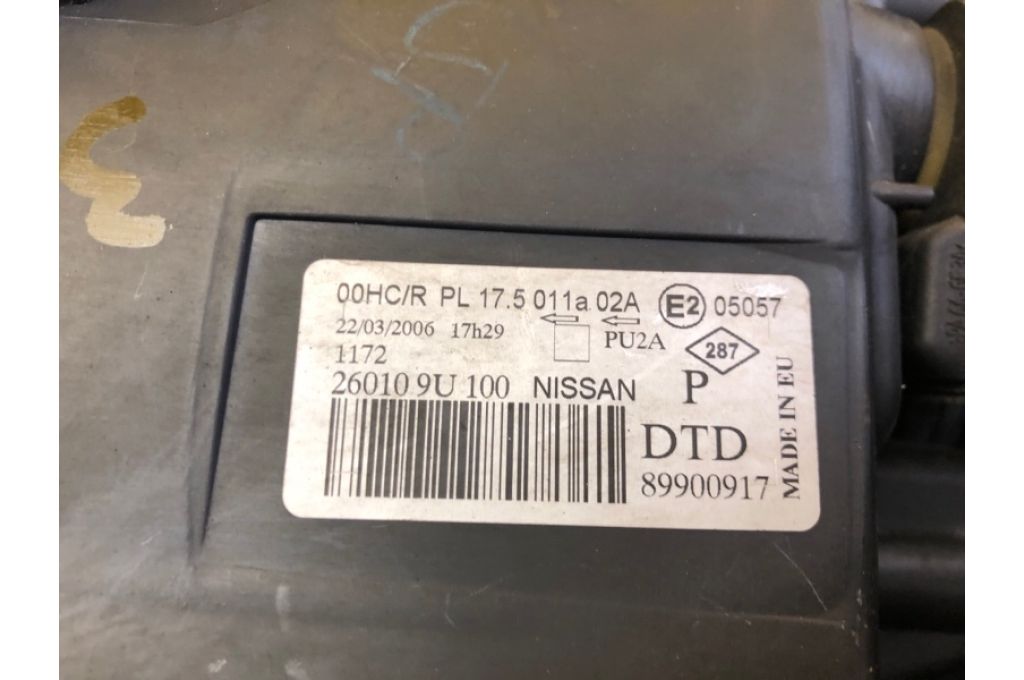 00HC/R PL 17.5 011a 02A E2 05057
22/03/2006 17h29
PU2A
287
1172
26010 9U 100 NISSAN P
DTD
89900917
MADE IN EU